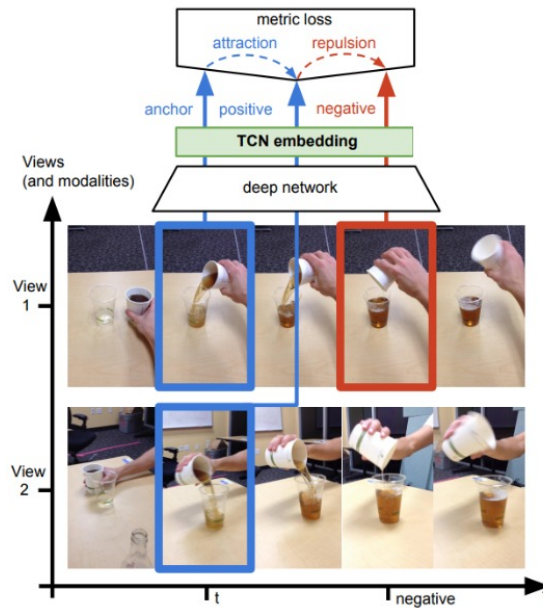 metric loss
attraction
repulsion
anchor
positive
negative
TCN embedding
Views
(and modalities)
deep network
View
1
View
2
t
negative